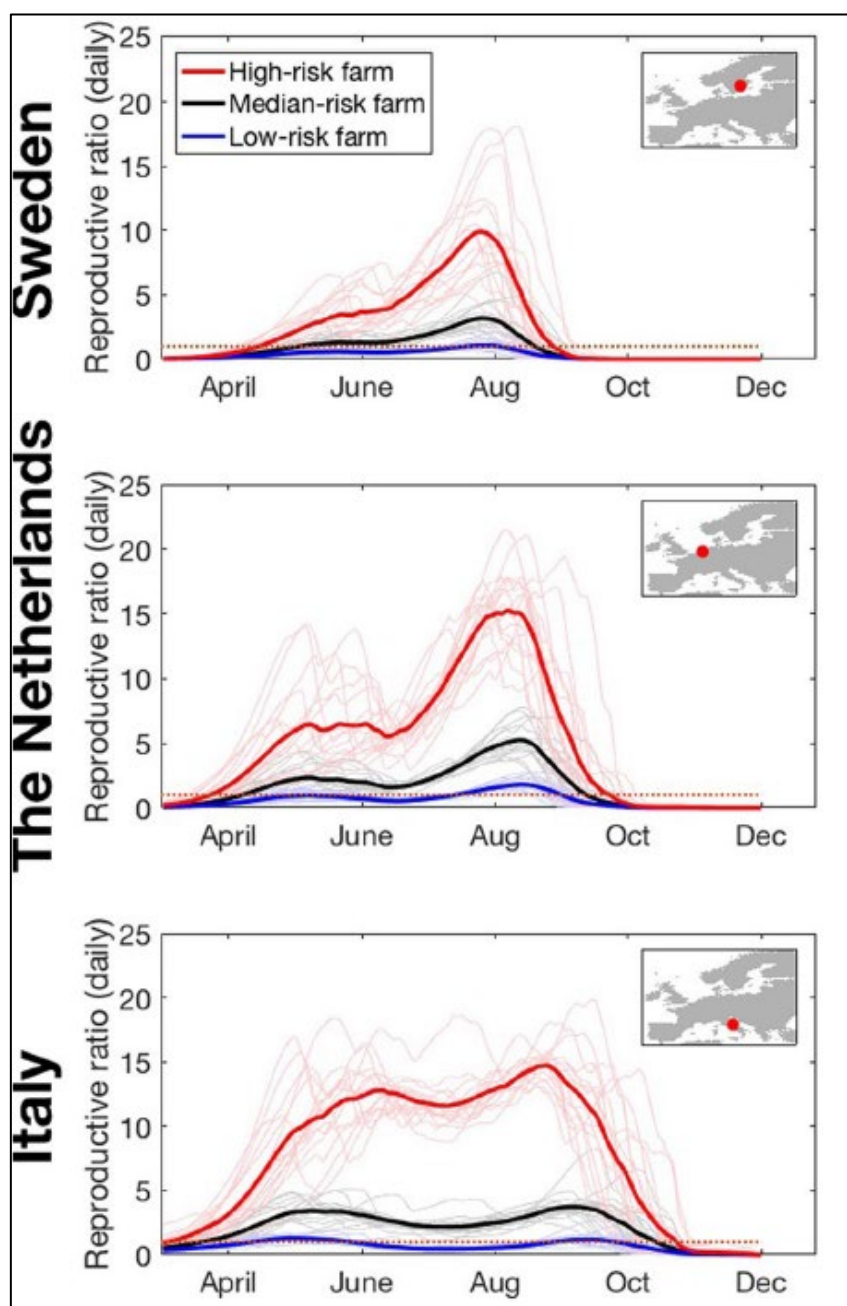 Sweden
Reproductive ratio (daily)
25
20
15
10
5
0
High-risk farm
Median-risk farm
Low-risk farm
April June Aug Oct Dec
The Netherlands
Reproductive ratio (daily)
25
20
15
10
5
0
April June Aug Oct Dec
Italy
Reproductive ratio (daily)
25
20
15
10
5
0
April June Aug Oct Dec